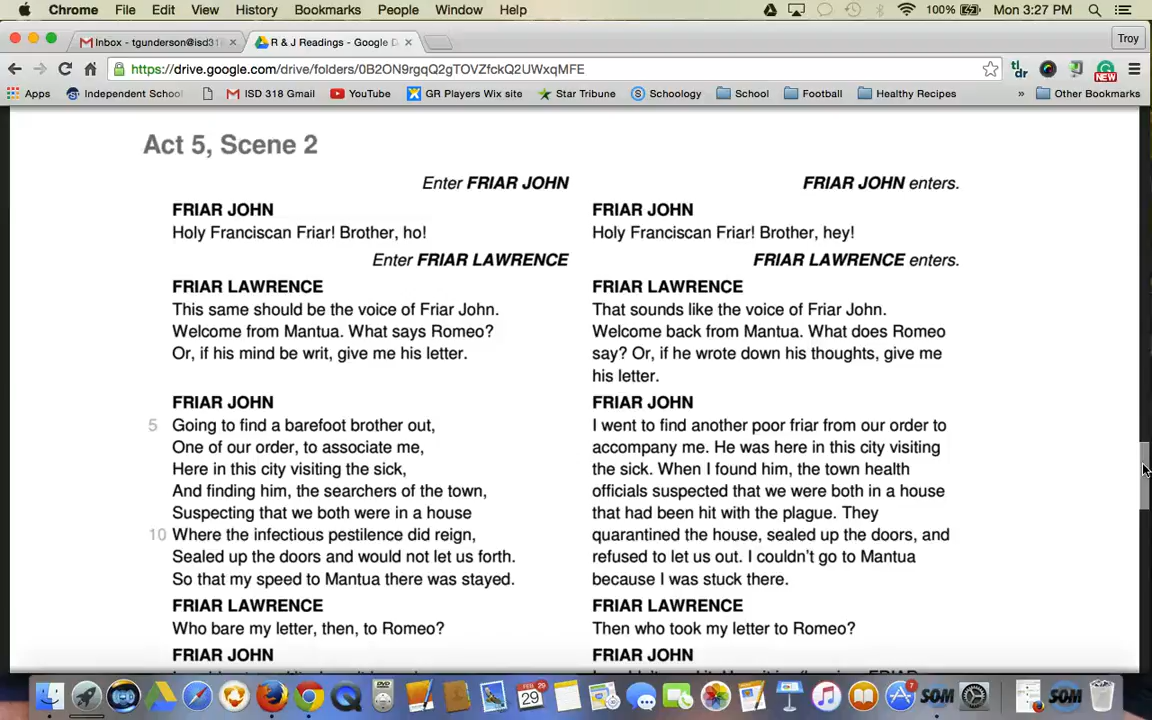 Chrome File Edit View History Bookmarks People Window Help 100% Mon 3:27 PM
Inbox - tgunderson@isd31 R & J Readings - Google D Troy
https://drive.google.com/drive/folders/0B2ON9rgqQ2gTOVZfckQ2UWxqMFE
Apps Independent School ISD 318 Gmail YouTube GR Players Wix site Star Tribune Schoology School Football Healthy Recipes » Other Bookmarks
tl;dr
NEW
Act 5, Scene 2
Enter FRIAR JOHN
FRIAR JOHN
Holy Franciscan Friar! Brother, ho!
Enter FRIAR LAWRENCE
FRIAR LAWRENCE
This same should be the voice of Friar John.
Welcome from Mantua. What says Romeo?
Or, if his mind be writ, give me his letter.
FRIAR JOHN
5 Going to find a barefoot brother out,
One of our order, to associate me,
Here in this city visiting the sick,
And finding him, the searchers of the town,
Suspecting that we both were in a house
10 Where the infectious pestilence did reign,
Sealed up the doors and would not let us forth.
So that my speed to Mantua there was stayed.
FRIAR LAWRENCE
Who bare my letter, then, to Romeo?
FRIAR JOHN
FRIAR JOHN enters.
FRIAR JOHN
Holy Franciscan Friar! Brother, hey!
FRIAR LAWRENCE enters.
FRIAR LAWRENCE
That sounds like the voice of Friar John.
Welcome back from Mantua. What does Romeo
say? Or, if he wrote down his thoughts, give me
his letter.
FRIAR JOHN
I went to find another poor friar from our order to
accompany me. He was here in this city visiting
the sick. When I found him, the town health
officials suspected that we were both in a house
that had been hit with the plague. They
quarantined the house, sealed up the doors, and
refused to let us out. I couldn't go to Mantua
because I was stuck there.
FRIAR LAWRENCE
Then who took my letter to Romeo?
FRIAR JOHN
FEB 29
29
7
SOM
SOM